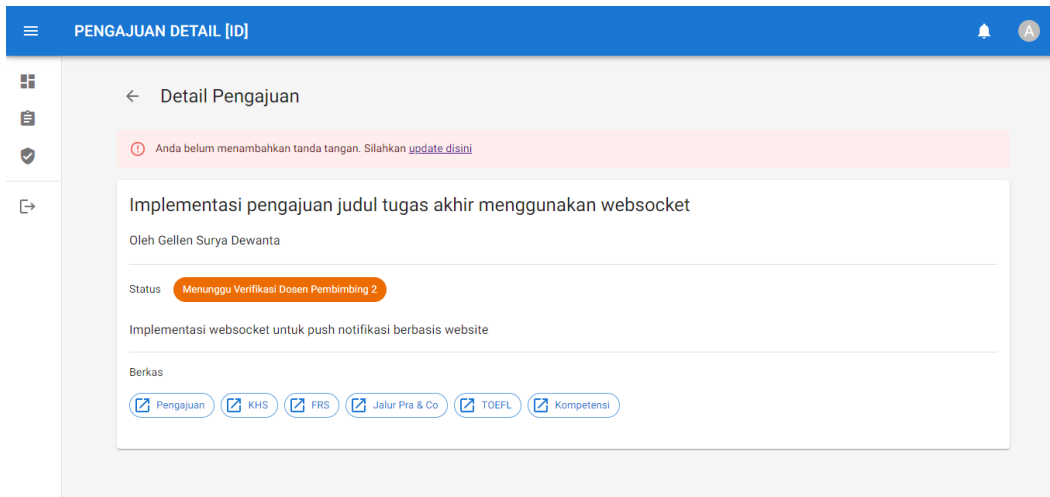 PENGAJUAN DETAIL [ID]
A
Detail Pengajuan
Anda belum menambahkan tanda tangan. Silahkan update disini
Implementasi pengajuan judul tugas akhir menggunakan websocket
Oleh Gellen Surya Dewanta
Status Menunggu Verifikasi Dosen Pembimbing 2
Implementasi websocket untuk push notifikasi berbasis website
Berkas
Pengajuan KHS FRS Jalur Pra & Co TOEFL Kompetensi